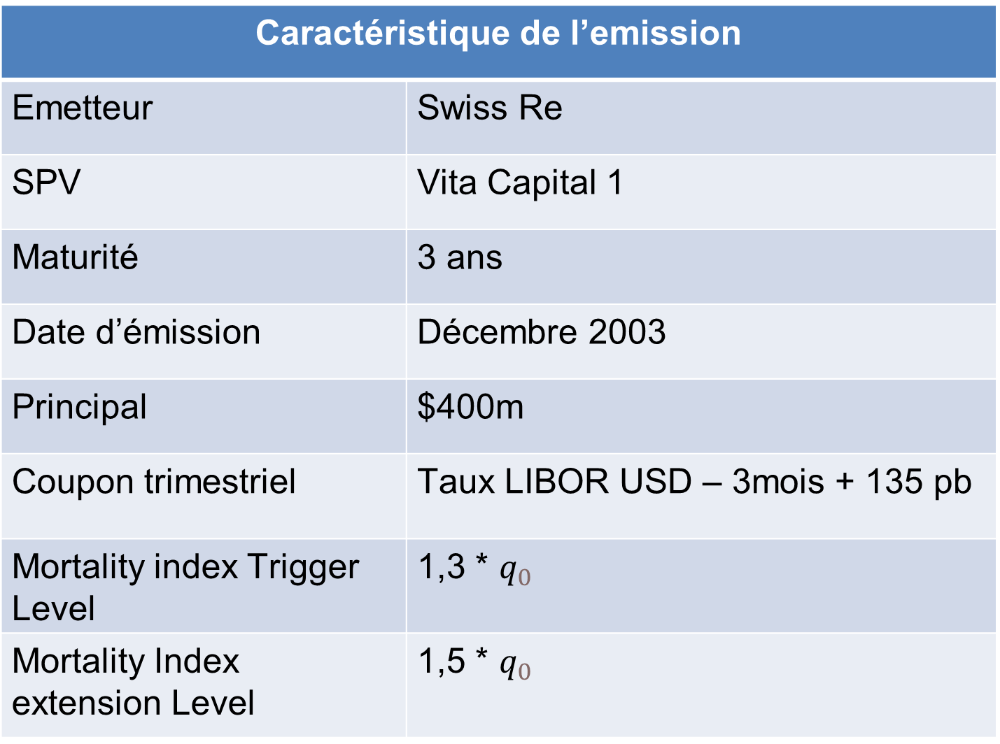 Caractéristique de l’emission
Emetteur
Swiss Re
SPV
Vita Capital 1
Maturité
3 ans
Date d’émission
Décembre 2003
Principal
$400m
Coupon trimestriel
Taux LIBOR USD – 3mois + 135 pb
Mortality index Trigger
Level
1,3 * q₀
Mortality Index
extension Level
1,5 * q₀